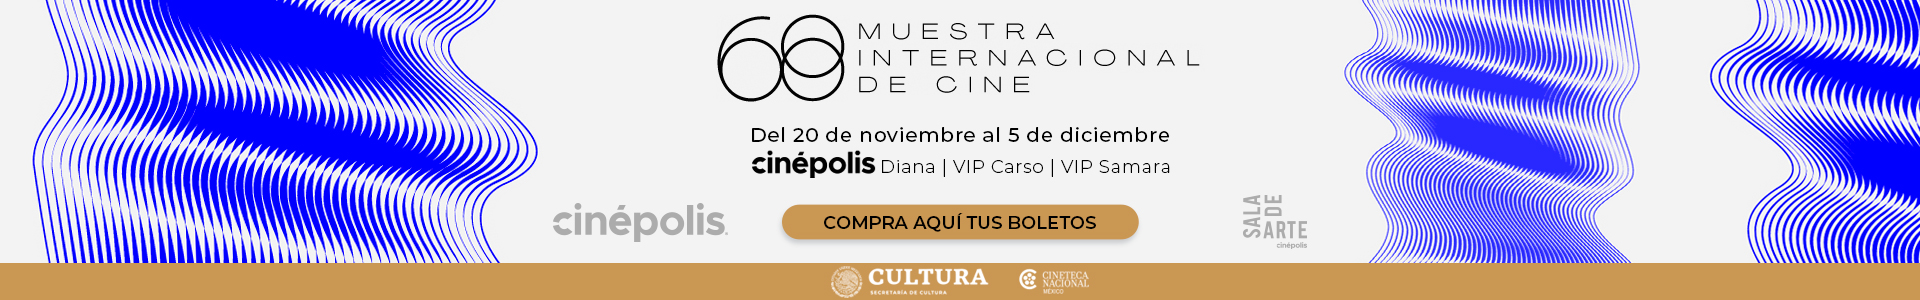 68 MUESTRA
INTERNACIONAL
DE CINE
Del 20 de noviembre al 5 de diciembre
cinépolis Diana | VIP Carso | VIP Samara
cinépolis.
COMPRA AQUÍ TUS BOLETOS
SALA
DE
ARTE
cinépolis
CULTURA
SECRETARÍA DE CULTURA
CINETECA
NACIONAL
MÉXICO